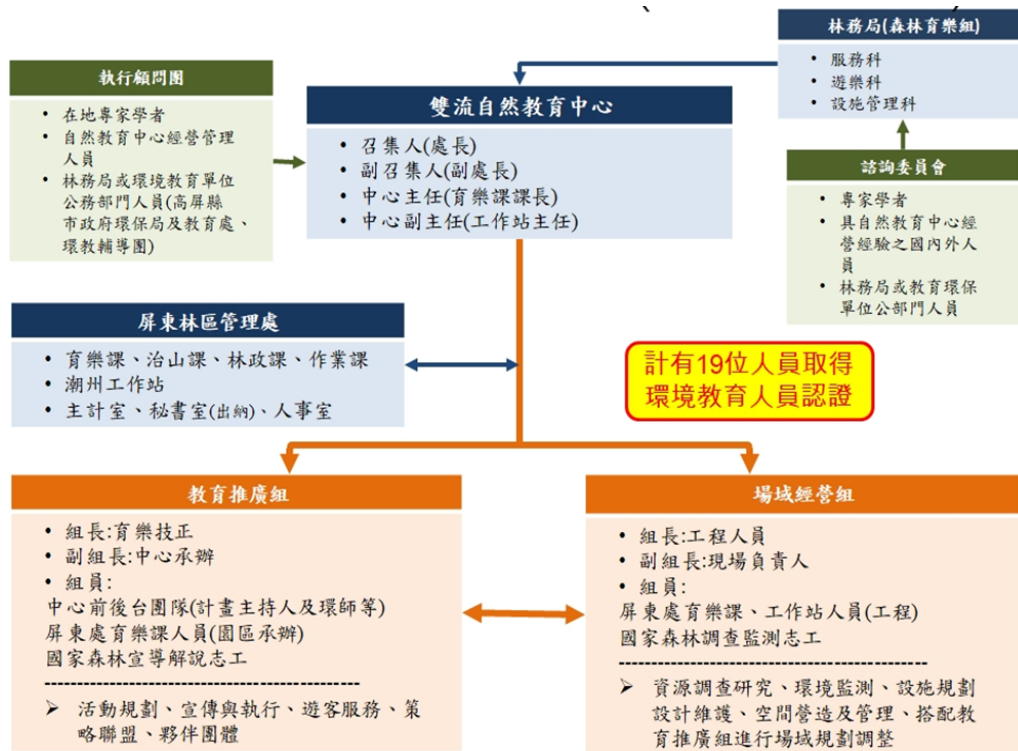 林務局(森林育樂組)
• 服務科
• 遊樂科
• 設施管理科
執行顧問團
• 在地專家學者
• 自然教育中心經營管理
人員
• 林務局或環境教育單位
公務部門人員(高屏縣
市政府環保局及教育處、
環教輔導團)
雙流自然教育中心
• 召集人(處長)
• 副召集人(副處長)
• 中心主任(育樂課課長)
• 中心副主任(工作站主任)
諮詢委員會
• 專家學者
• 具自然教育中心經
營經驗之國內外人
員
• 林務局或教育環保
單位公部門人員
屏東林區管理處
• 育樂課、治山課、林政課、作業課
• 潮州工作站
• 主計室、秘書室(出納)、人事室
計有19位人員取得
環境教育人員認證
教育推廣組
• 組長:育樂技正
• 副組長:中心承辦
• 組員:
中心前後台團隊(計畫主持人及環師等)
屏東處育樂課人員(園區承辦)
國家森林宣導解說志工
➢ 活動規劃、宣傳與執行、遊客服務、策
略聯盟、夥伴團體
場域經營組
• 組長:工程人員
• 副組長:現場負責人
• 組員:
屏東處育樂課、工作站人員(工程)
國家森林調查監測志工
➢ 資源調查研究、環境監測、設施規劃
設計維護、空間營造及管理、搭配教
育推廣組進行場域規劃調整